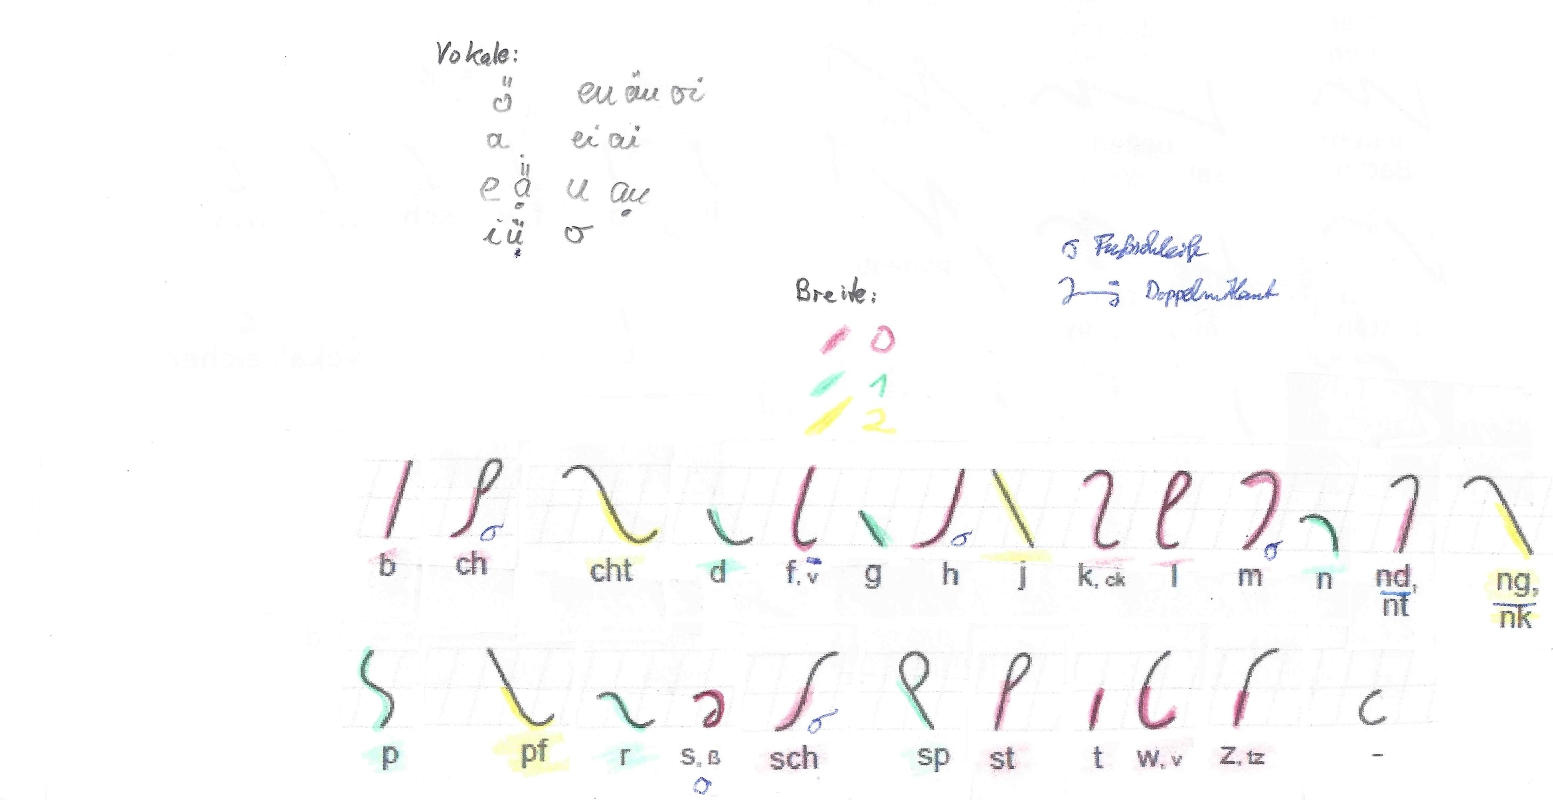 Vokale:
ö eu äu oi
a ei ai
e ä u au
i ü o
Fußschleife
Doppelmitlaut
Breite:
0
1
2
b ch cht d f, v g h j k, ck l m n nd, nt ng, nk
p pf r s, ß sch sp st t w, v z, tz -